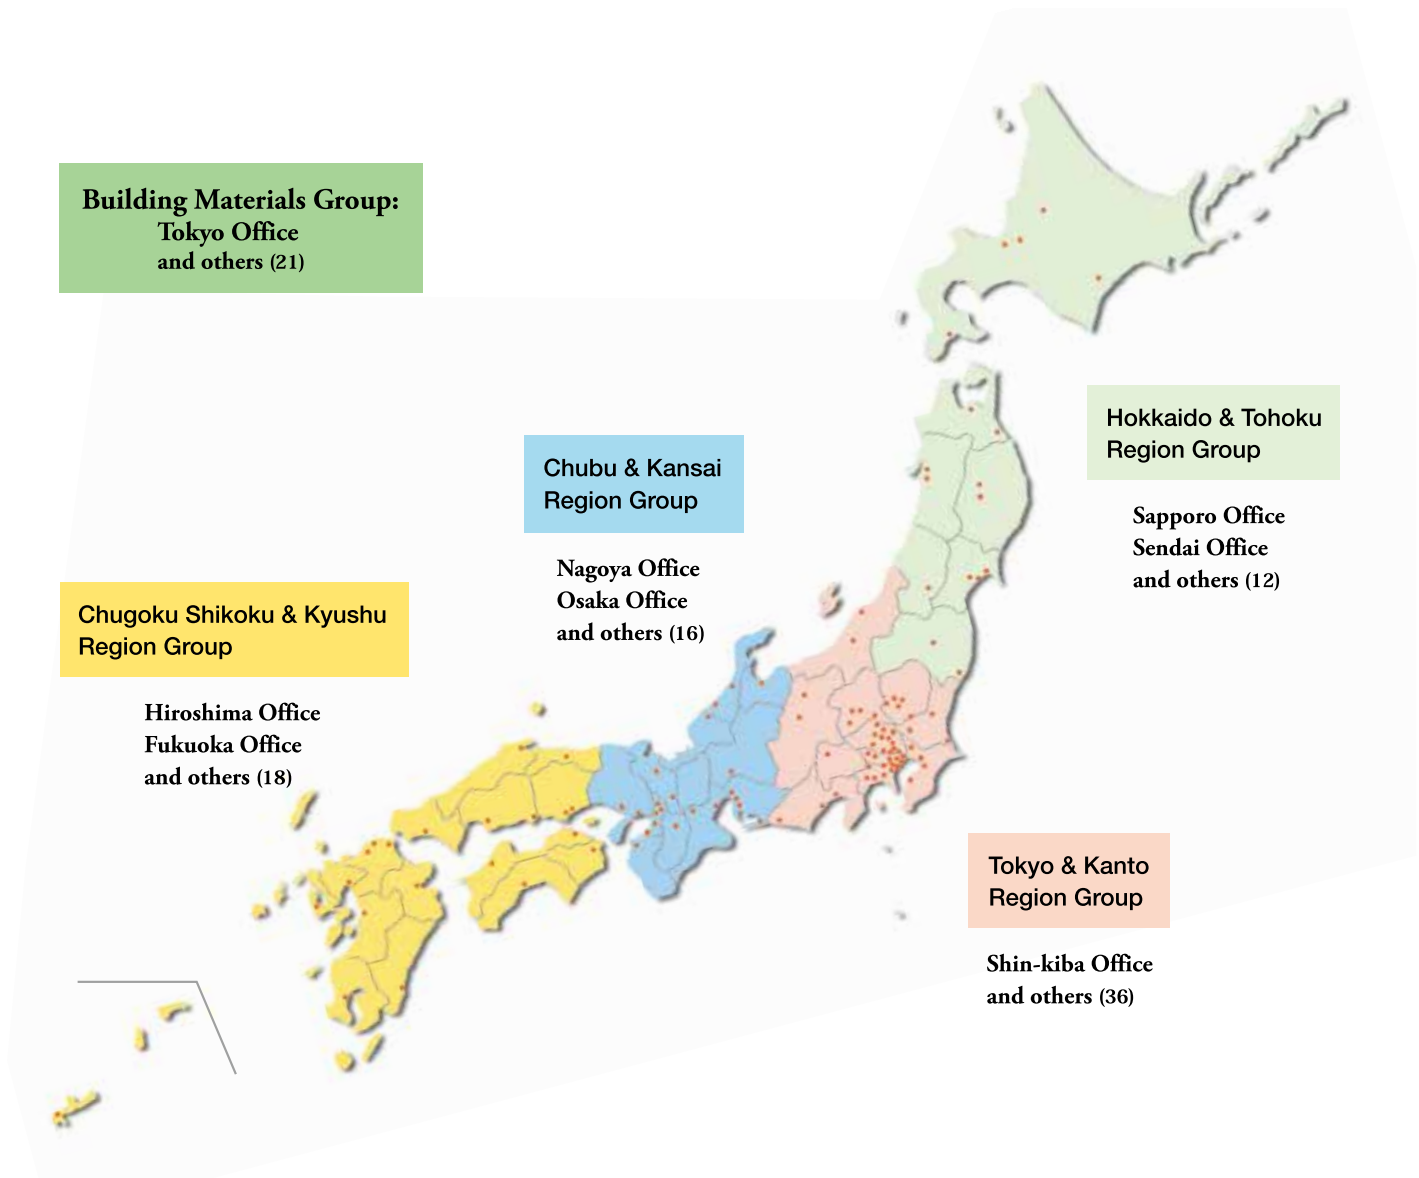 Building Materials Group:
Tokyo Office
and others (21)
Hokkaido & Tohoku
Region Group
Sapporo Office
Sendai Office
and others (12)
Chubu & Kansai
Region Group
Nagoya Office
Osaka Office
and others (16)
Chugoku Shikoku & Kyushu
Region Group
Hiroshima Office
Fukuoka Office
and others (18)
Tokyo & Kanto
Region Group
Shin-kiba Office
and others (36)